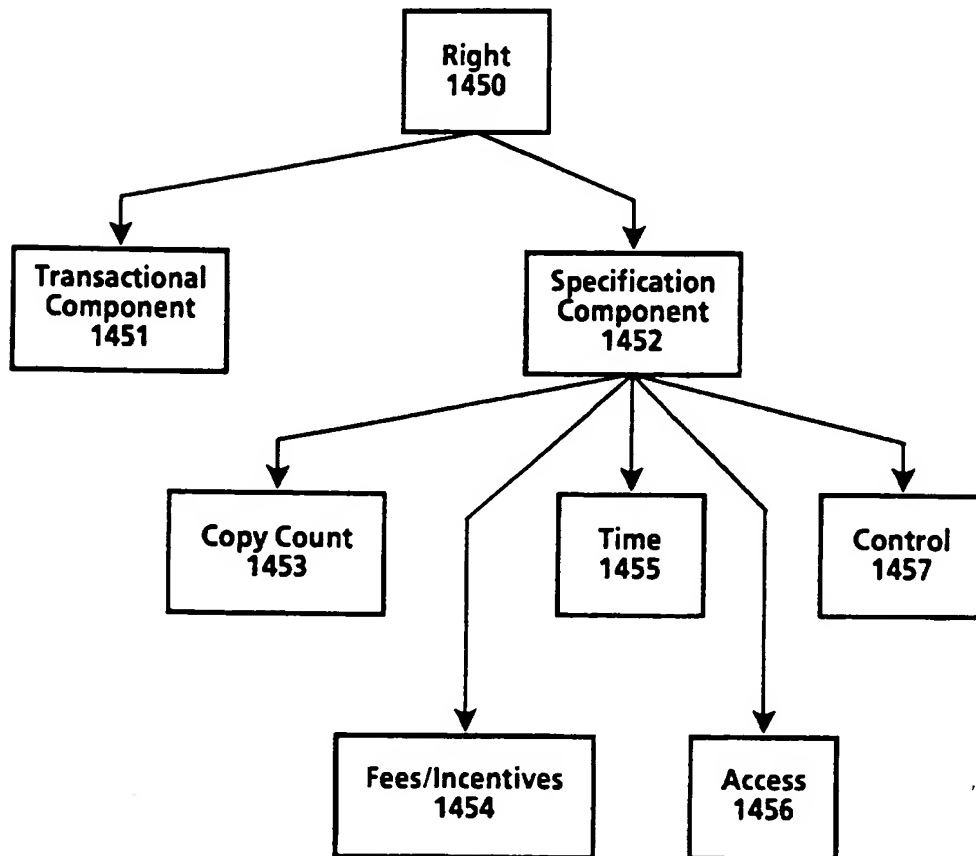 Right
1450
Transactional
Component
1451
Specification
Component
1452
Copy Count
1453
Time
1455
Control
1457
Fees/Incentives
1454
Access
1456